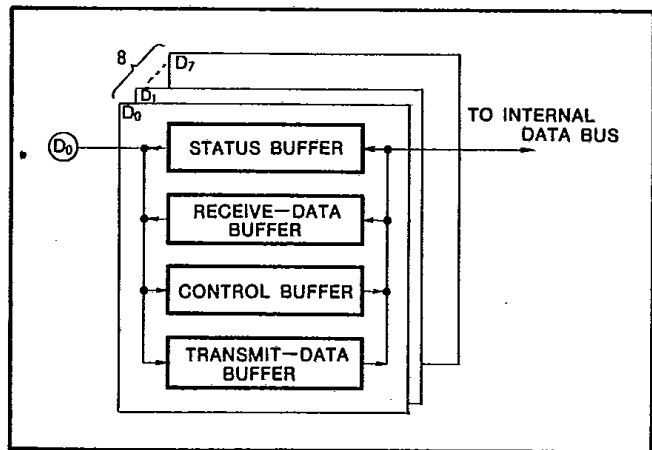 8
D7
D1
D0
TO INTERNAL
DATA BUS
D0
STATUS BUFFER
RECEIVE-DATA
BUFFER
CONTROL BUFFER
TRANSMIT-DATA
BUFFER